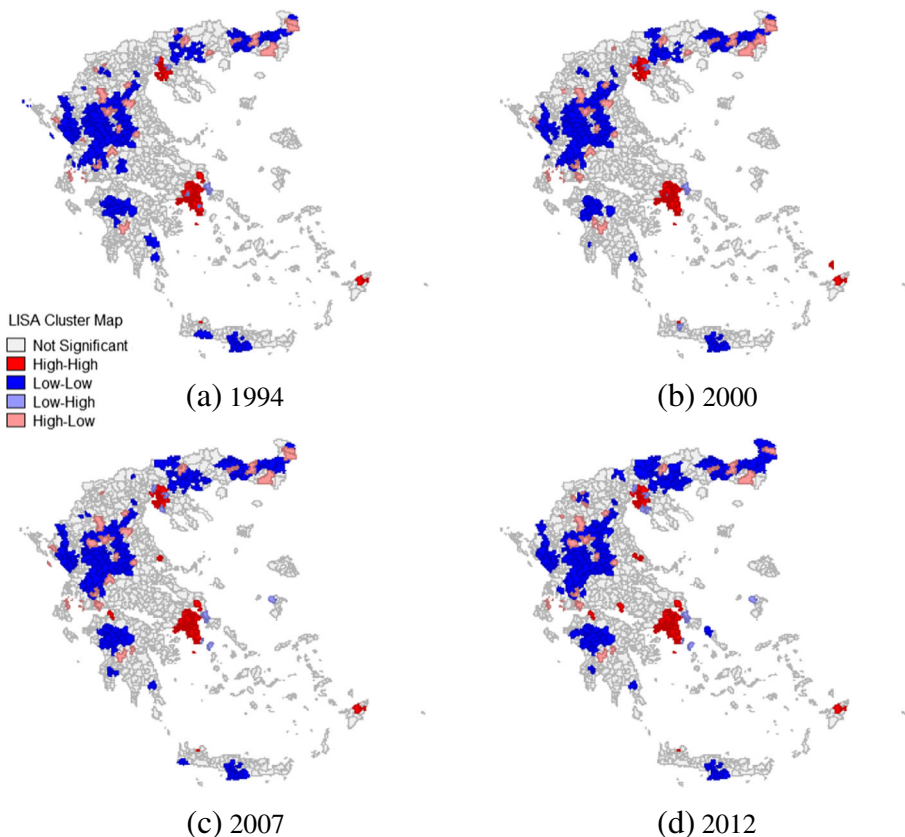 LISA Cluster Map
Not Significant
High-High
Low-Low
Low-High
High-Low
(a) 1994
(b) 2000
(c) 2007
(d) 2012